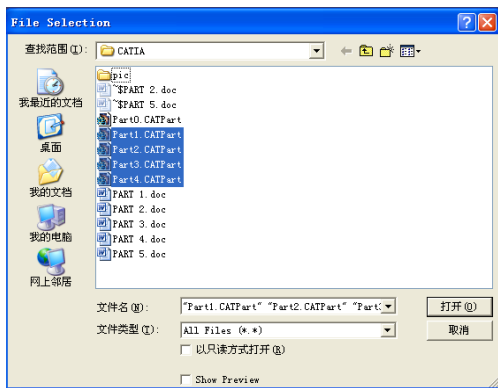 File Selection
查找范围(I):
CATIA
我最近的文档
桌面
我的文档
我的电脑
网上邻居
pic
~$PART 2.doc
~$PART 5.doc
Part0.CATPart
Part1.CATPart
Part2.CATPart
Part3.CATPart
Part4.CATPart
PART 1.doc
PART 2.doc
PART 3.doc
PART 4.doc
PART 5.doc
文件名(N):
"Part1.CATPart" "Part2.CATPart" "Part
打开(O)
文件类型(T):
All Files (*.*)
取消
以只读方式打开(R)
Show Preview